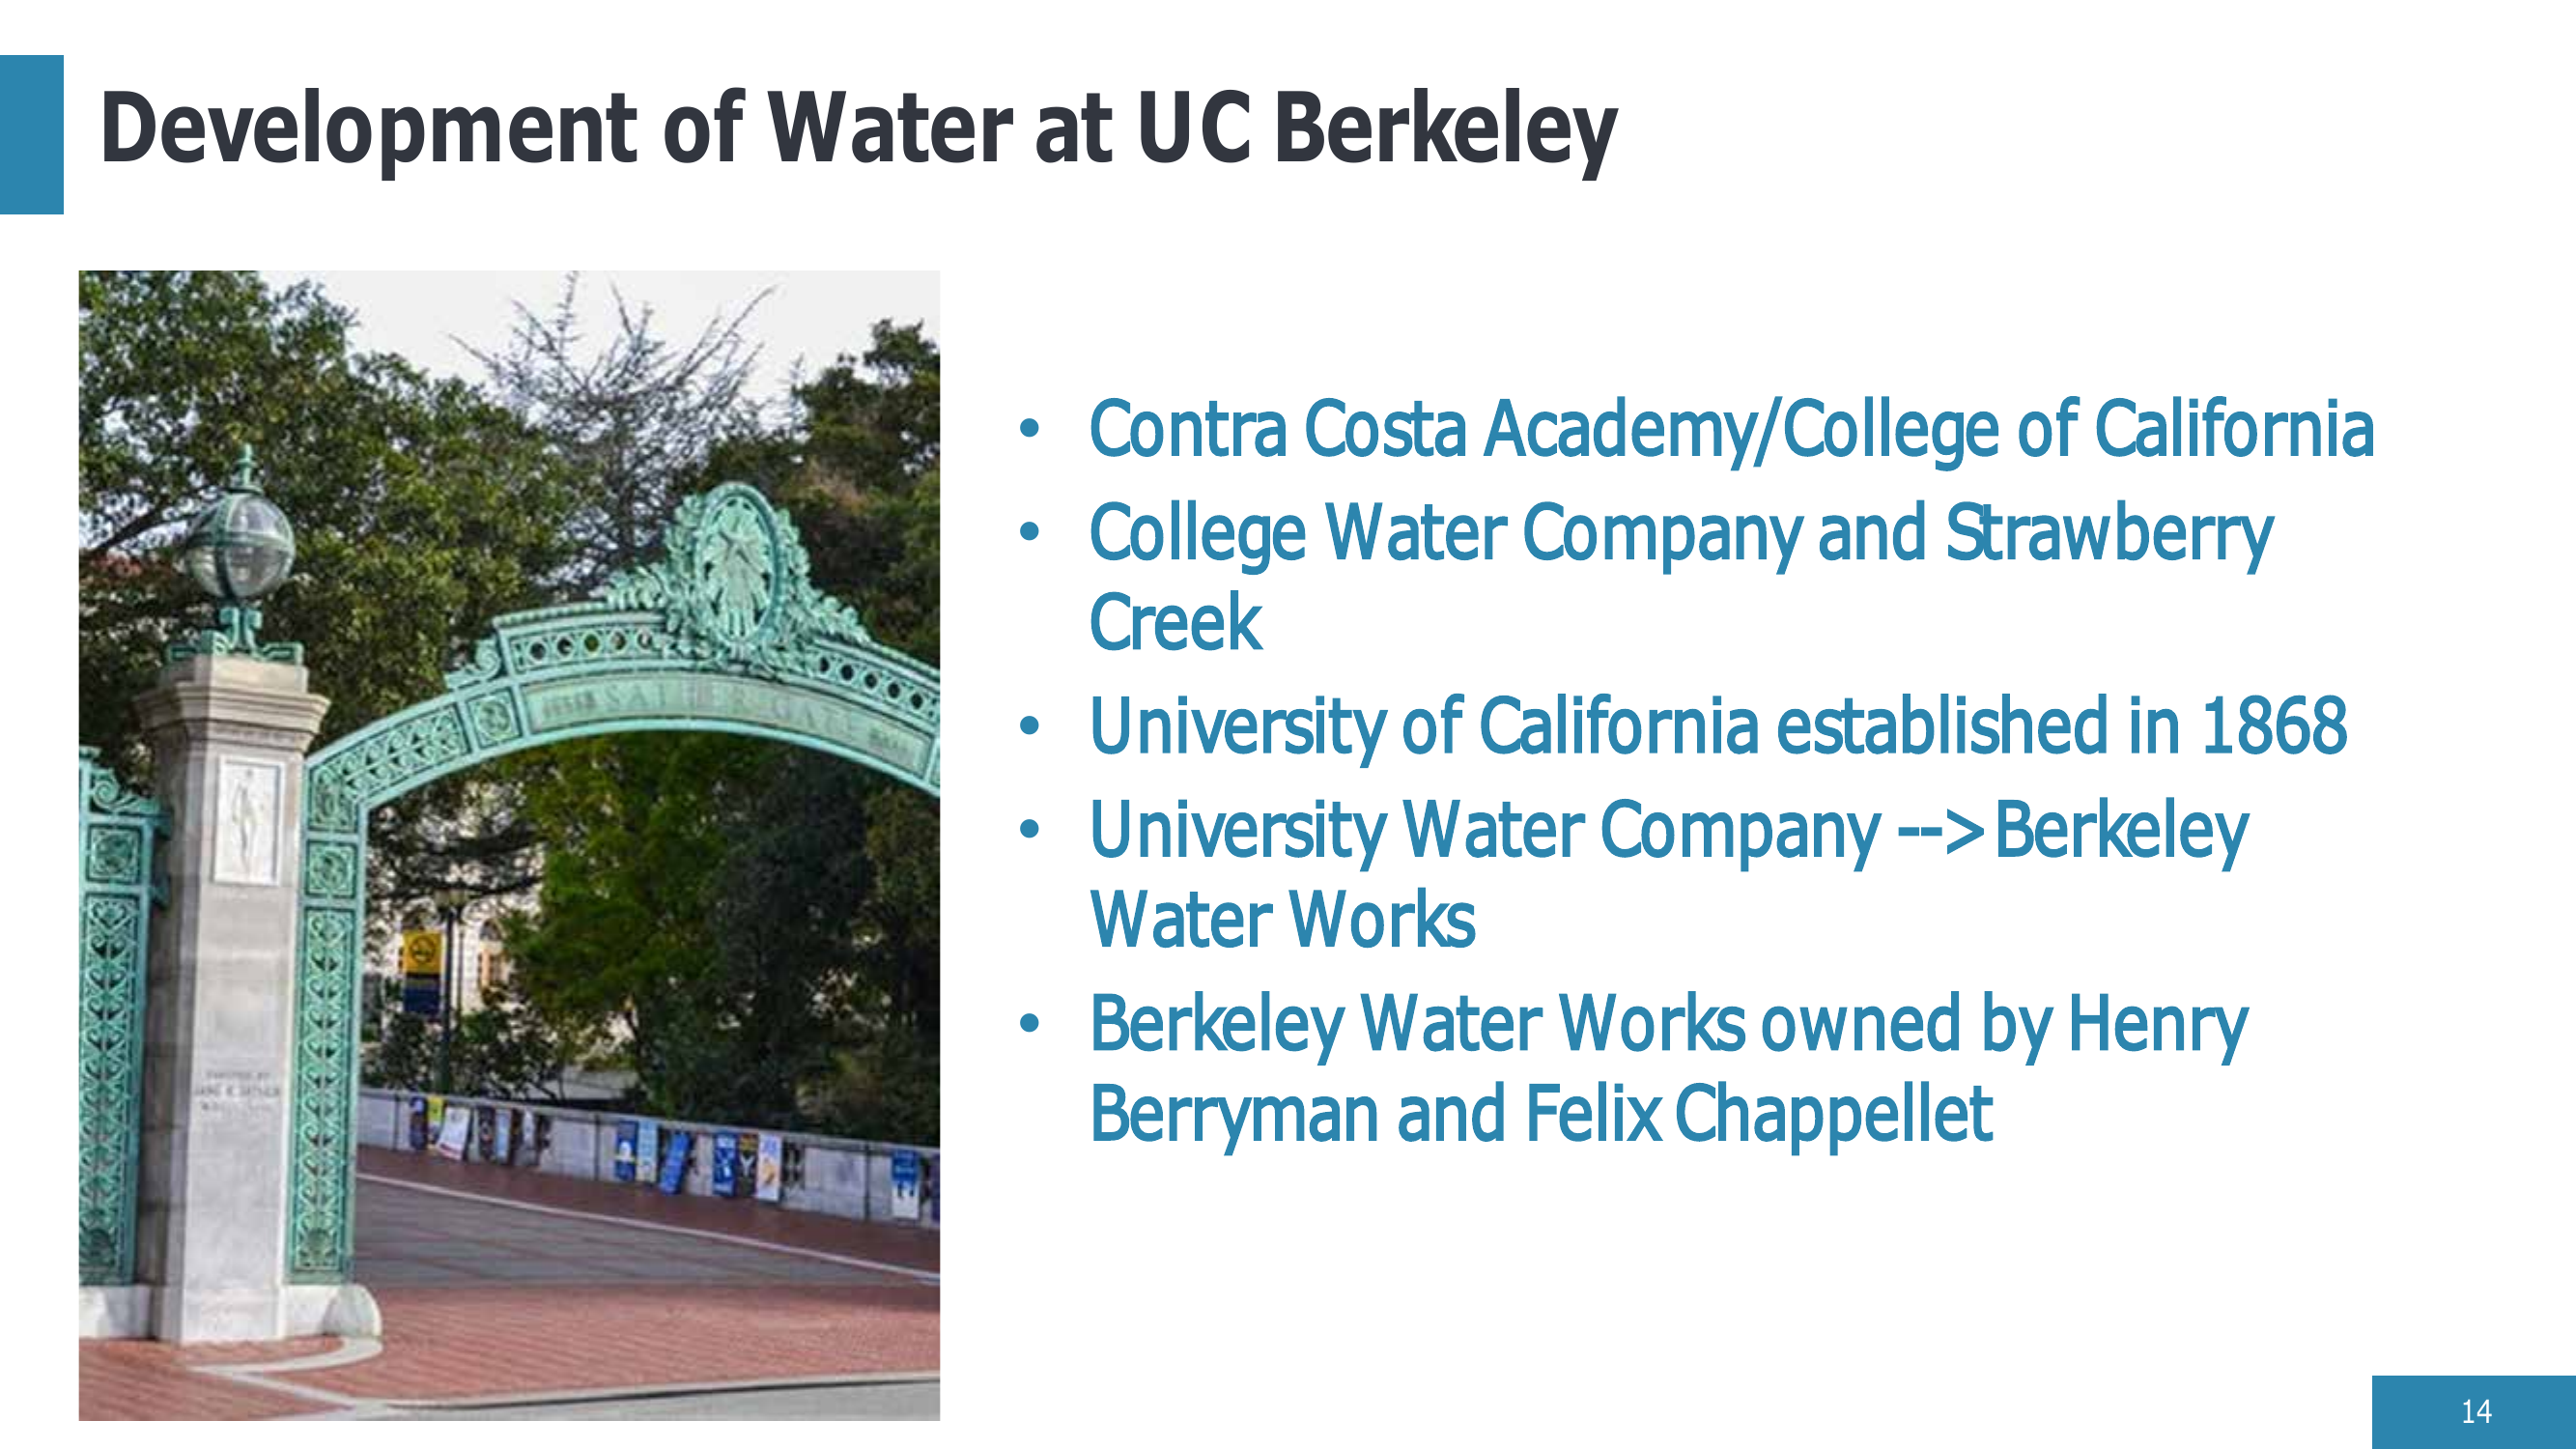 Development of Water at UC Berkeley
• Contra Costa Academy/College of California
• College Water Company and Strawberry
Creek
• University of California established in 1868
• University Water Company -->Berkeley
Water Works
• Berkeley Water Works owned by Henry
Berryman and Felix Chappellet
14